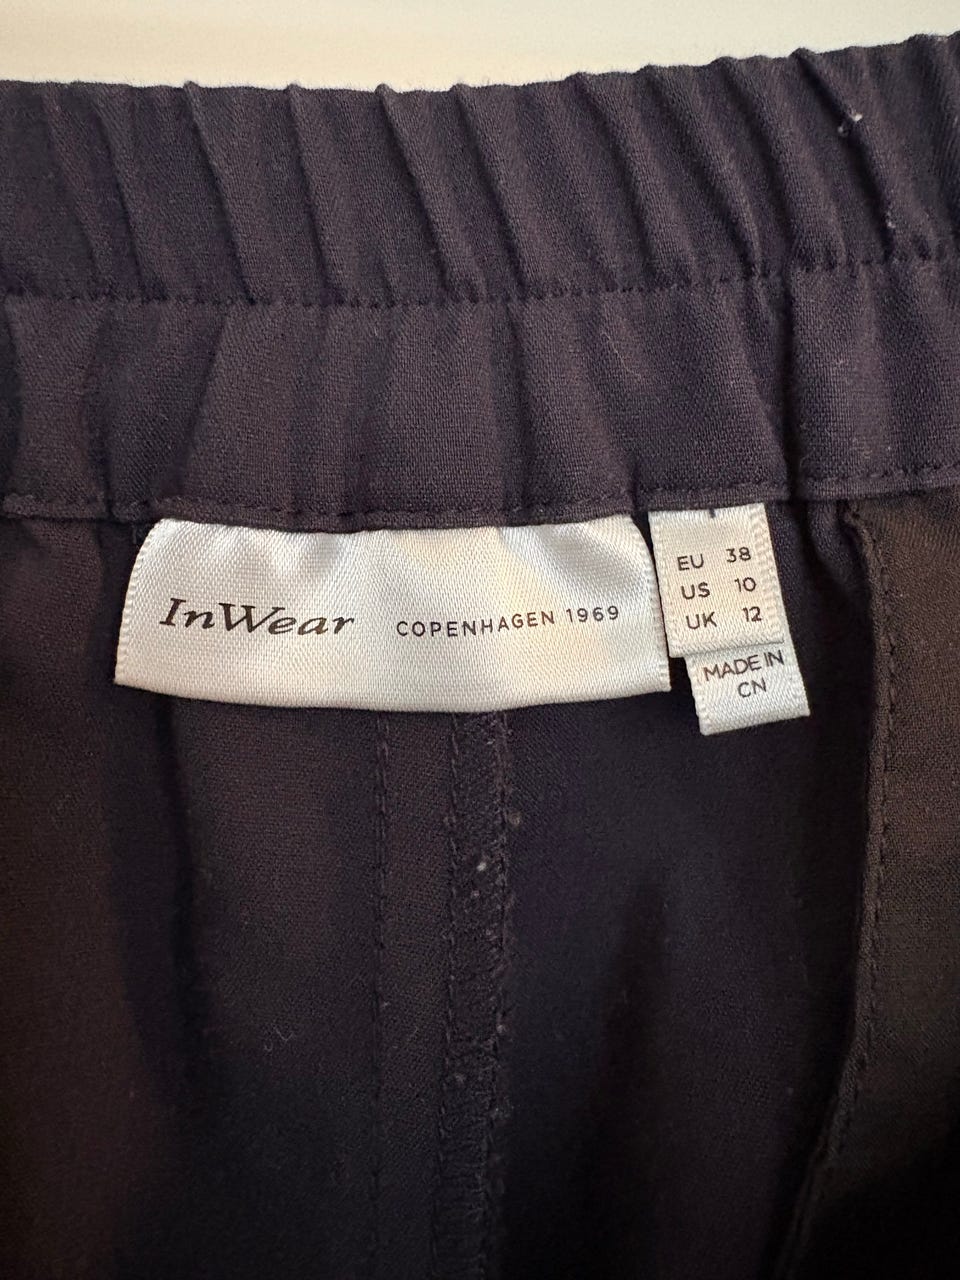 InWear COPENHAGEN 1969
EU 38
US 10
UK 12
MADE IN
CN